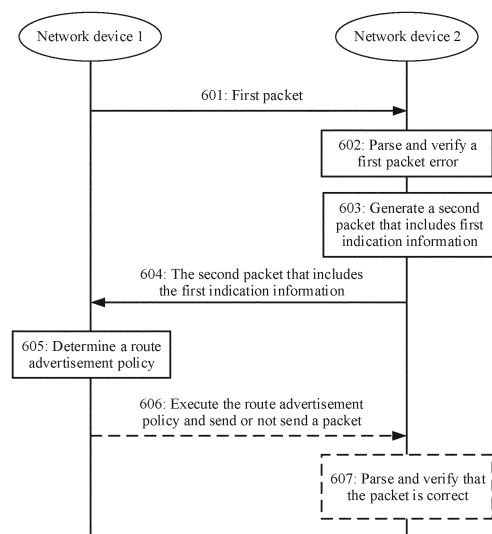 Network device 1
Network device 2
601: First packet
602: Parse and verify a
first packet error
603: Generate a second
packet that includes first
indication information
604: The second packet that includes
the first indication information
605: Determine a route
advertisement policy
606: Execute the route advertisement
policy and send or not send a packet
607: Parse and verify that
the packet is correct